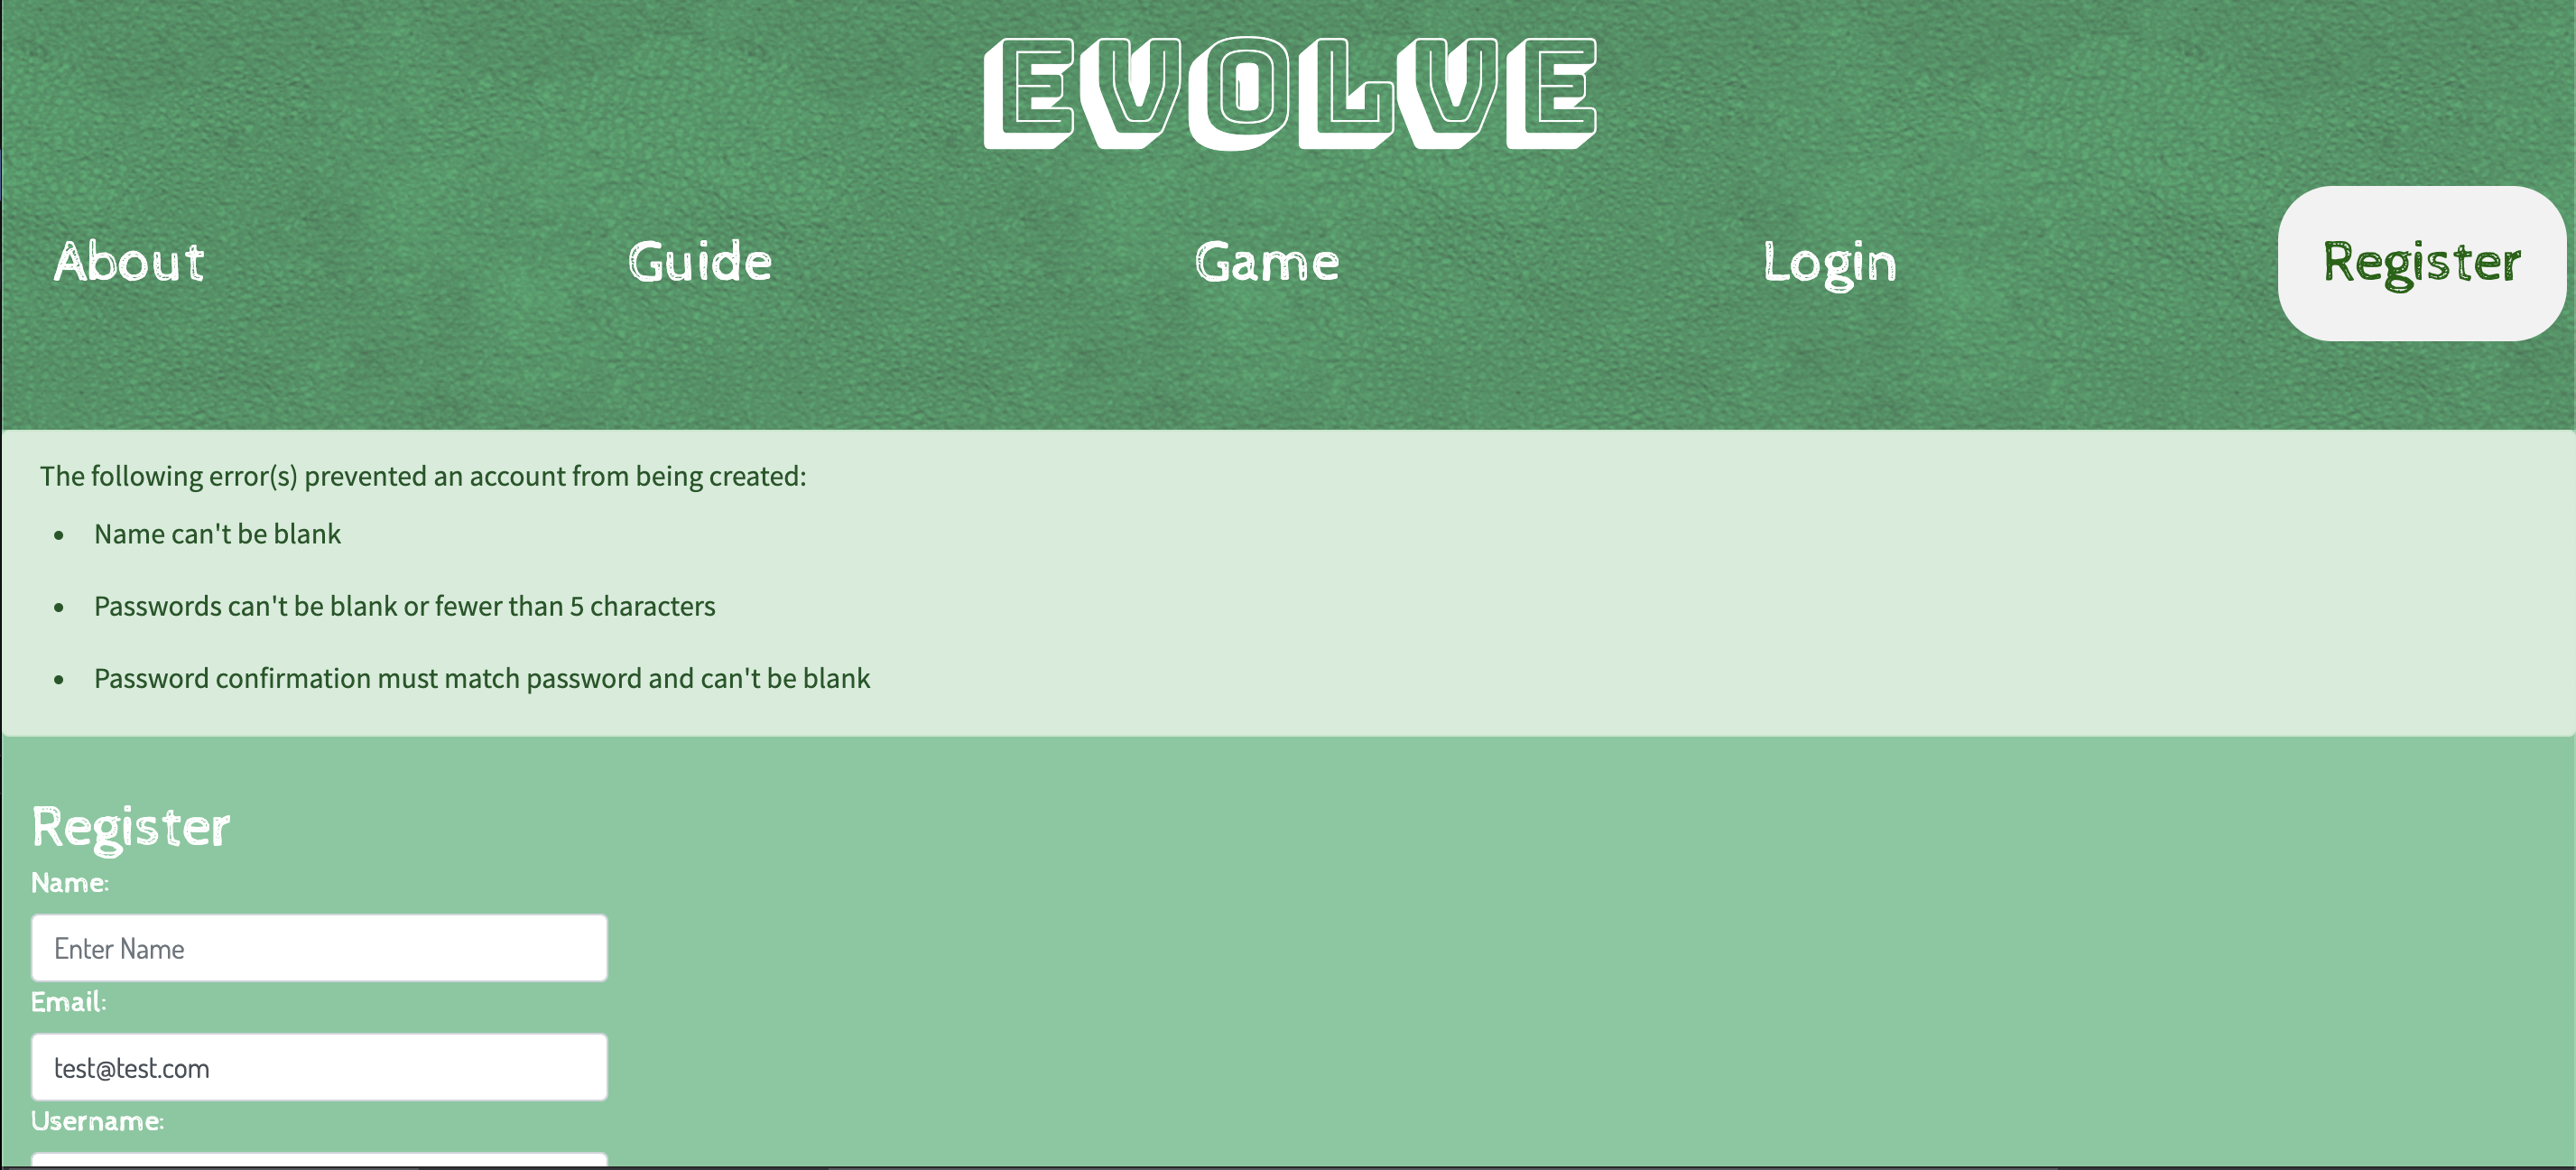 EVOLVE
About Guide Game Login Register
The following error(s) prevented an account from being created:
• Name can't be blank
• Passwords can't be blank or fewer than 5 characters
• Password confirmation must match password and can't be blank
Register
Name:
Enter Name
Email:
test@test.com
Username: